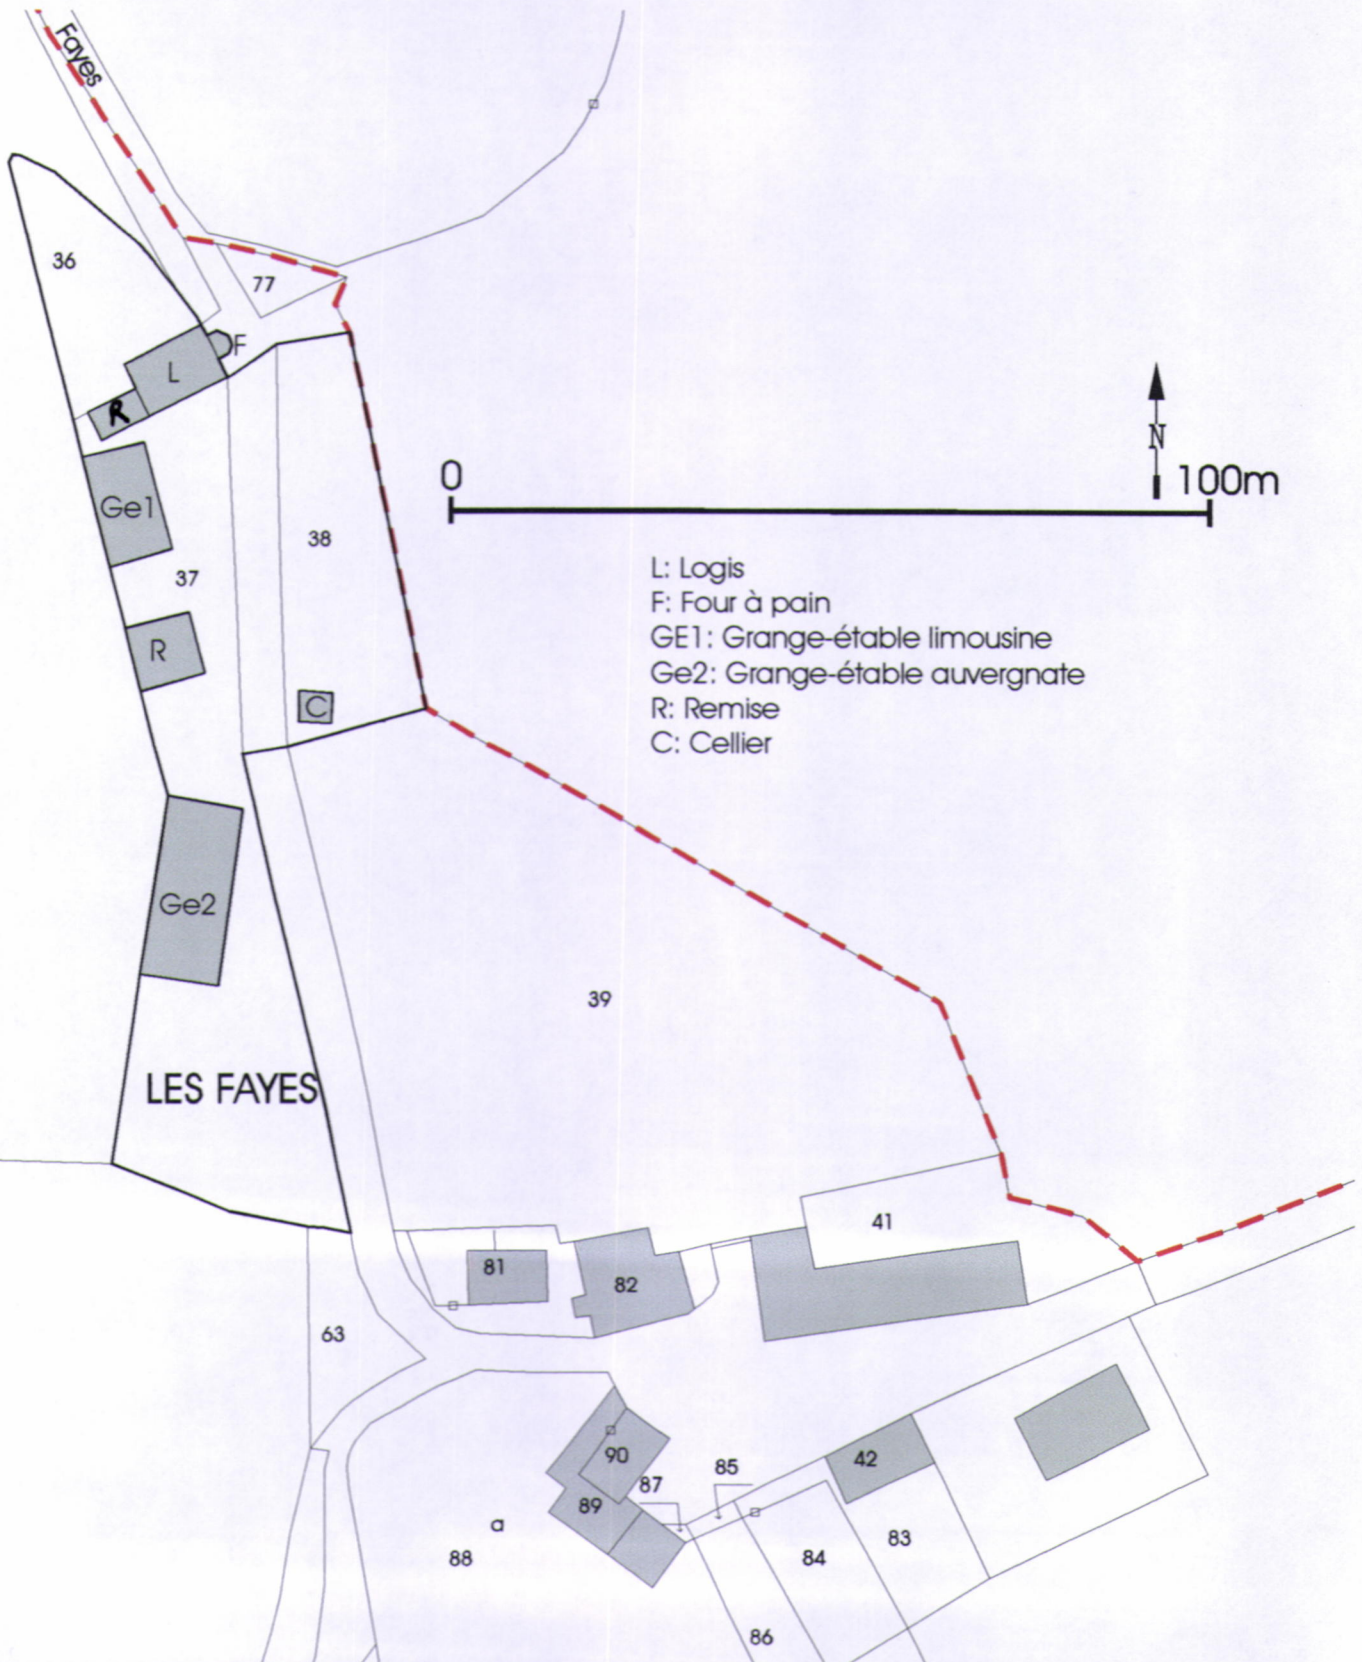 Fayes
36
77
F
L
R
0
N
100m
Ge1
38
37
L: Logis
F: Four à pain
GE1: Grange-étable limousine
Ge2: Grange-étable auvergnate
R: Remise
C: Cellier
R
C
Ge2
39
LES FAYES
41
81
82
63
90
42
87
85
89
a
88
83
84
86